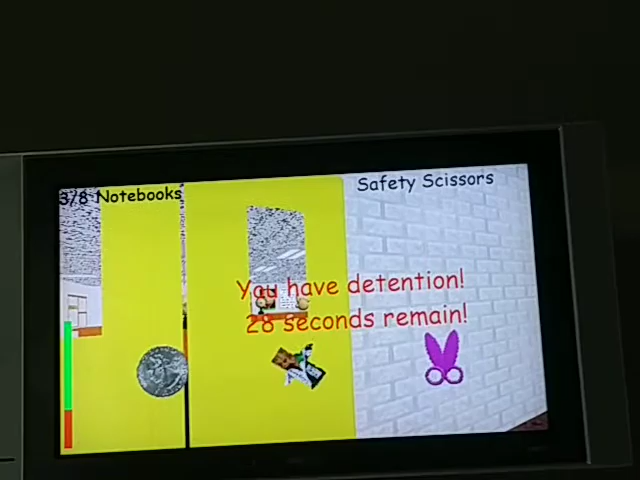 3/8 Notebooks
Safety Scissors
You have detention!
28 seconds remain!